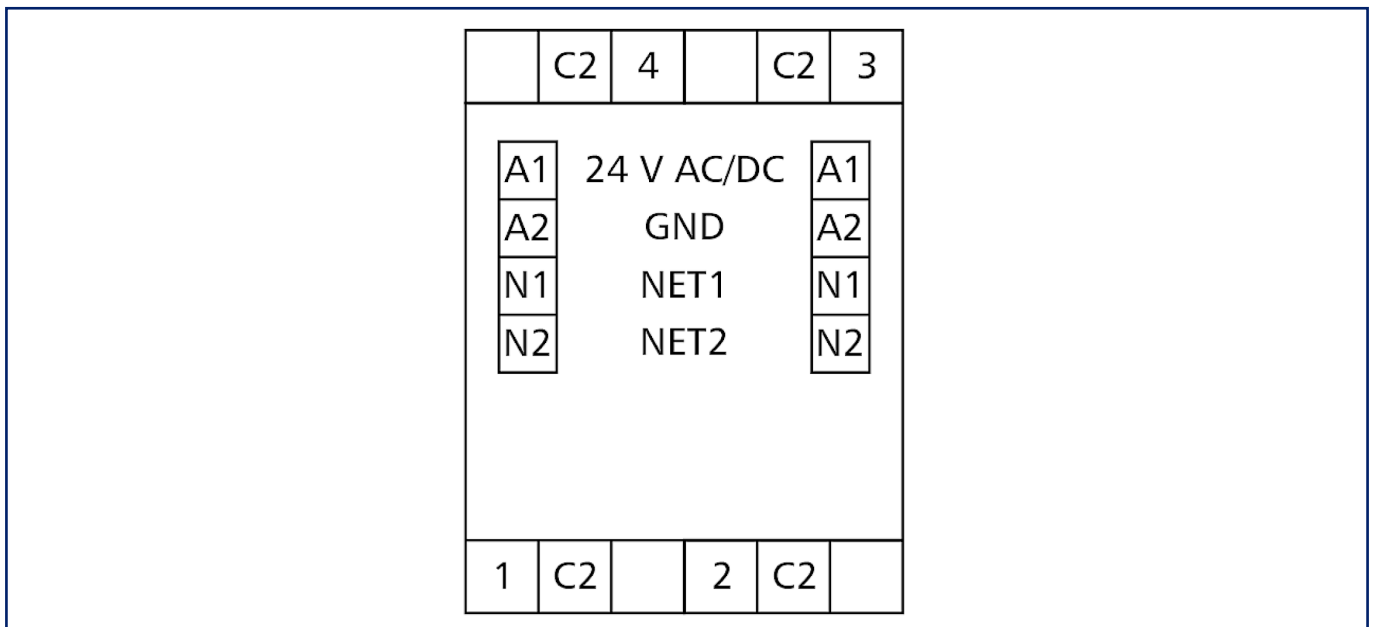 C2 4 C2 3
A1 24 V AC/DC A1
A2 GND A2
N1 NET1 N1
N2 NET2 N2
1 C2 2 C2